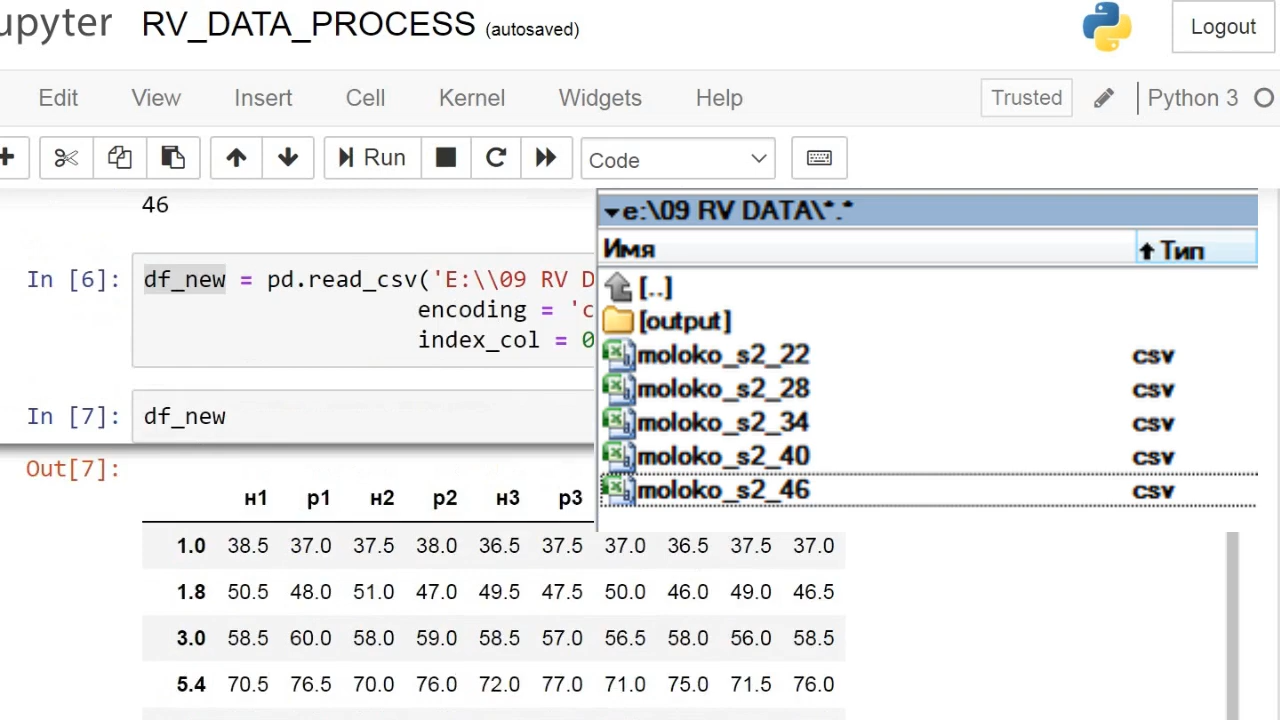 upyter RV_DATA_PROCESS (autosaved) Logout
Edit View Insert Cell Kernel Widgets Help Trusted Python 3
Run Code
46
In [6]: df_new = pd.read_csv('E:\\09 RV D
encoding = 'c
index_col = 0
In [7]: df_new
e:\09 RV DATA\*.*
Имя Тип
[..]
[output]
moloko_s2_22 csv
moloko_s2_28 csv
moloko_s2_34 csv
moloko_s2_40 csv
moloko_s2_46 csv
Out[7]:
н1 р1 н2 р2 н3 р3
1.0 38.5 37.0 37.5 38.0 36.5 37.5 37.0 36.5 37.5 37.0
1.8 50.5 48.0 51.0 47.0 49.5 47.5 50.0 46.0 49.0 46.5
3.0 58.5 60.0 58.0 59.0 58.5 57.0 56.5 58.0 56.0 58.5
5.4 70.5 76.5 70.0 76.0 72.0 77.0 71.0 75.0 71.5 76.0